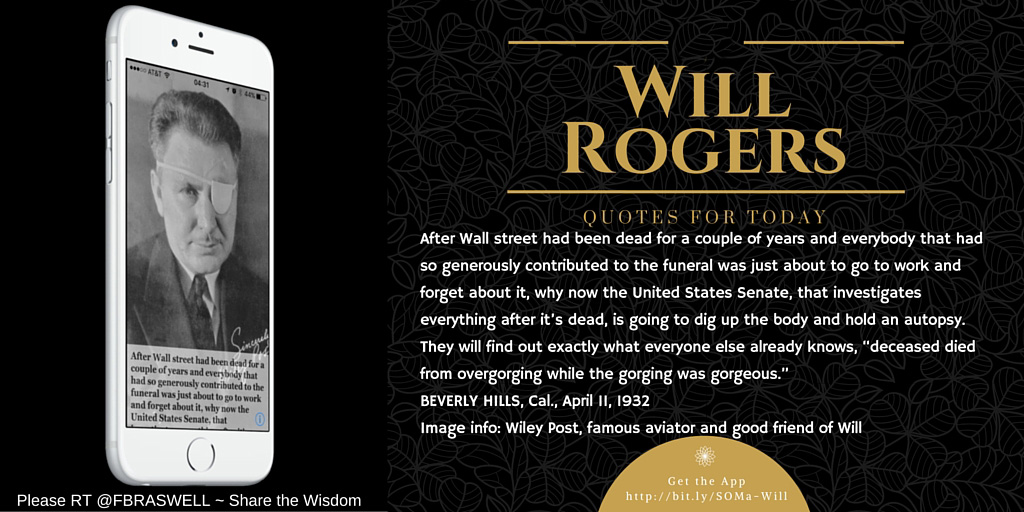 AT&T
04:31
44%
Sincerely
After Wall street had been dead for a
couple of years and everybody that
had so generously contributed to the
funeral was just about to go to work
and forget about it, why now the
United States Senate, that
Please RT @FBRASWELL ~ Share the Wisdom
WILL
ROGERS
QUOTES FOR TODAY
After Wall street had been dead for a couple of years and everybody that had
so generously contributed to the funeral was just about to go to work and
forget about it, why now the United States Senate, that investigates
everything after it's dead, is going to dig up the body and hold an autopsy.
They will find out exactly what everyone else already knows, “deceased died
from overgorging while the gorging was gorgeous.”
BEVERLY HILLS, Cal., April 11, 1932
Image info: Wiley Post, famous aviator and good friend of Will
Get the App
http://bit.ly/SOMa-Will